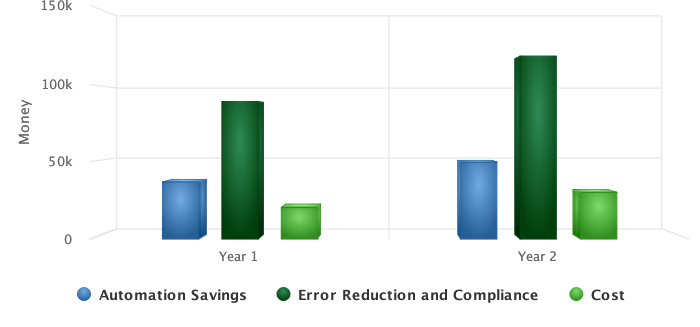 150k
100k
50k
0
Money
Year 1
Year 2
Automation Savings
Error Reduction and Compliance
Cost